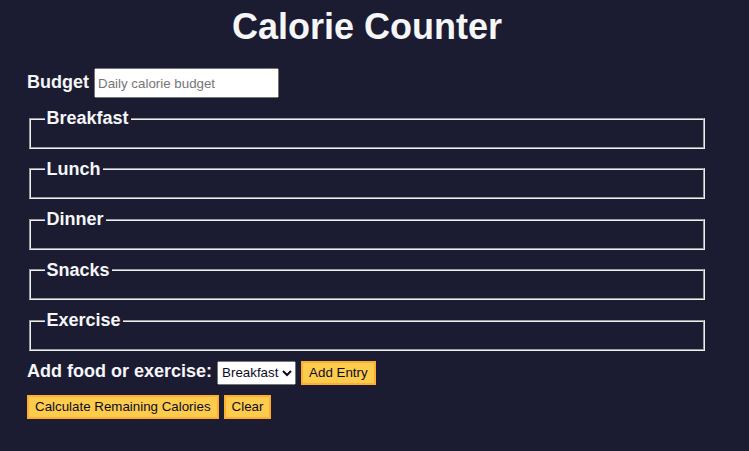 Calorie Counter
Budget Daily calorie budget
Breakfast
Lunch
Dinner
Snacks
Exercise
Add food or exercise: Breakfast Add Entry
Calculate Remaining Calories Clear